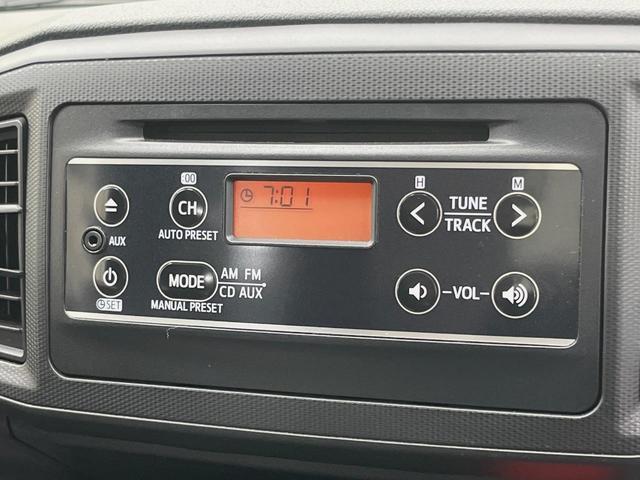 :00
H
M
7:01
CH
<
TUNE
TRACK
>
AUX
AUTO PRESET
MODE
AM FM
CD AUX
-VOL-
SET
MANUAL PRESET